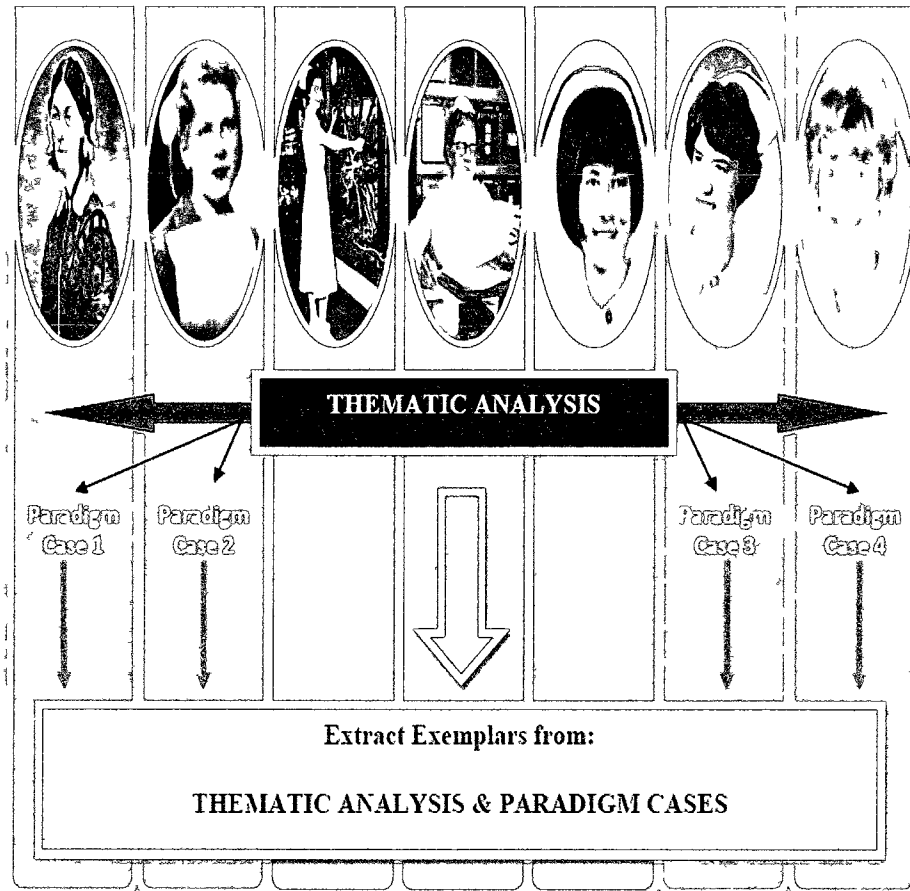 THEMATIC ANALYSIS
Paradigm
Case 1
Paradigm
Case 2
Paradigm
Case 3
Paradigm
Case 4
Extract Exemplars from:
THEMATIC ANALYSIS & PARADIGM CASES